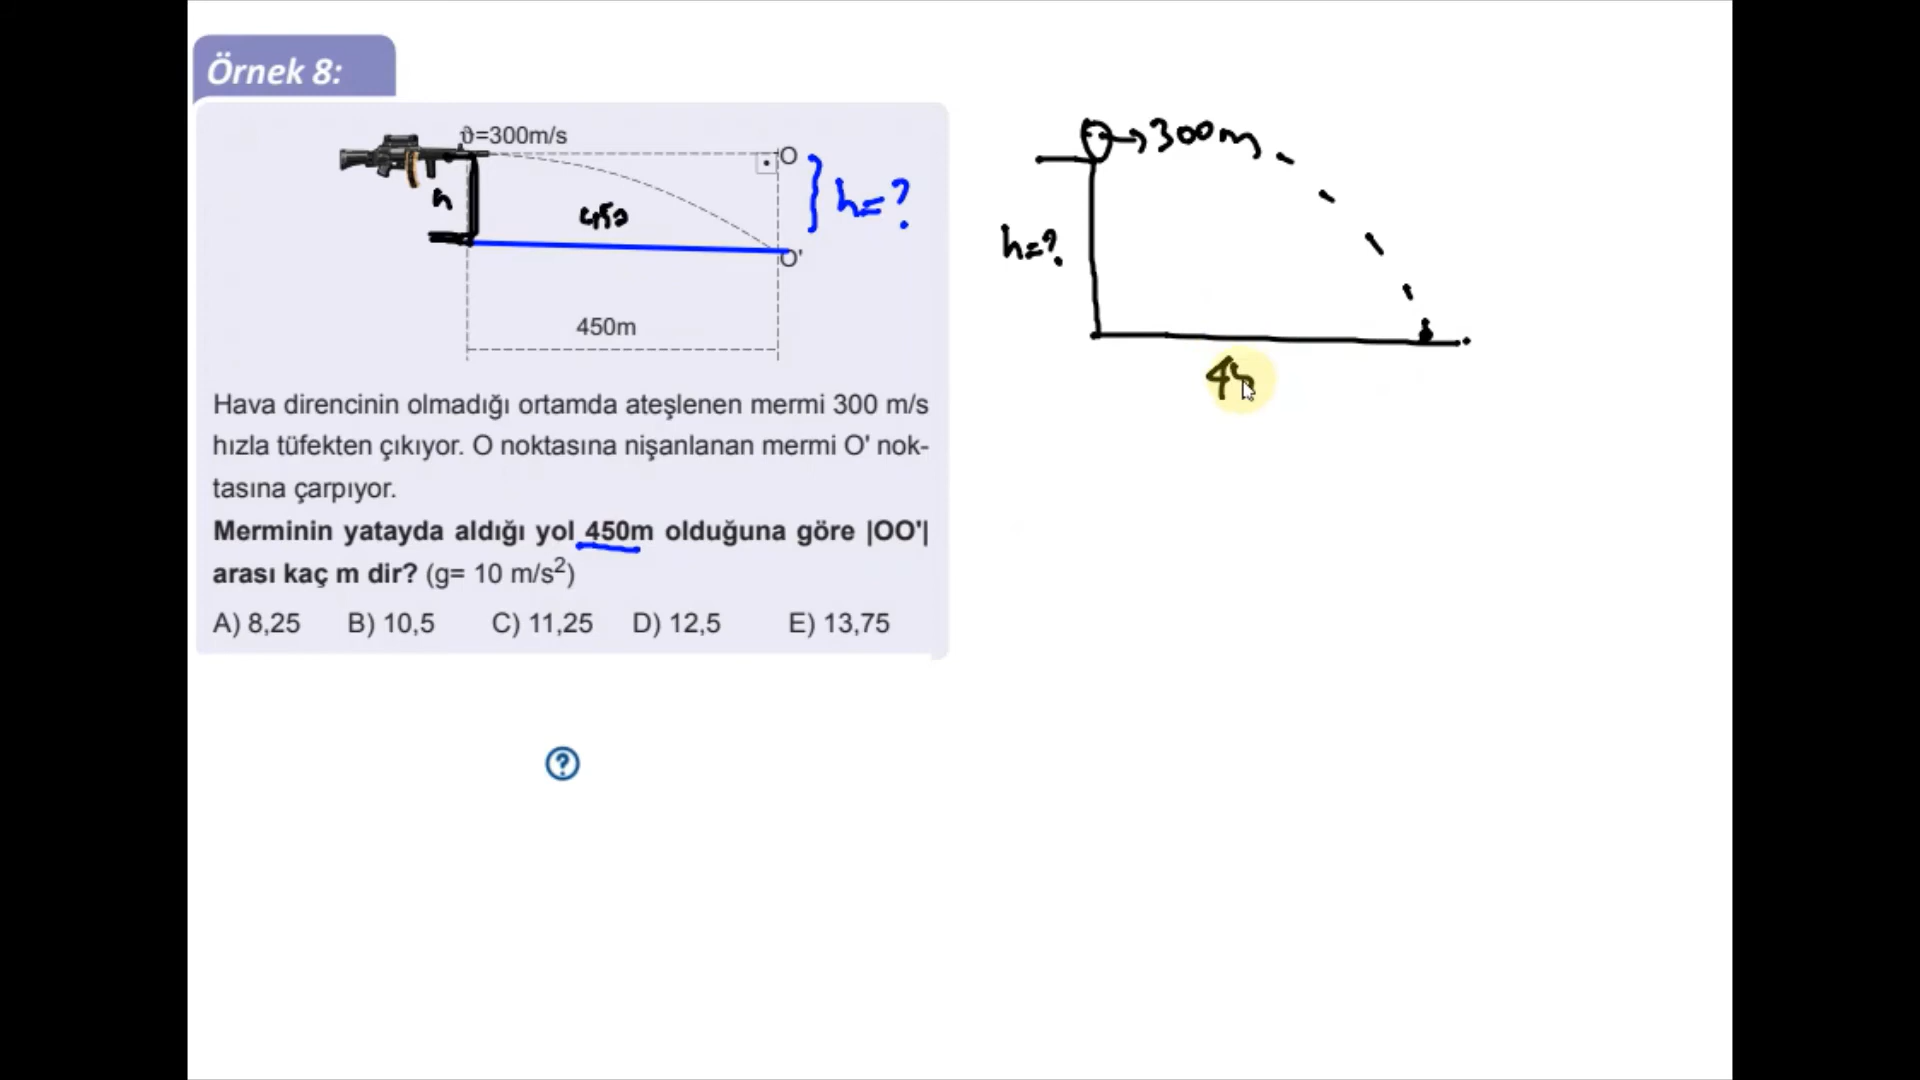 Örnek 8:
ϑ=300m/s
O
h
450
h=?
O'
450m
Hava direncinin olmadığı ortamda ateşlenen mermi 300 m/s
hızla tüfekten çıkıyor. O noktasına nişanlanan mermi O' nok-
tasına çarpıyor.
Merminin yatayda aldığı yol 450m olduğuna göre |OO'|
arası kaç m dir? (g= 10 m/s²)
A) 8,25 B) 10,5 C) 11,25 D) 12,5 E) 13,75
→300m
h=?
45
?